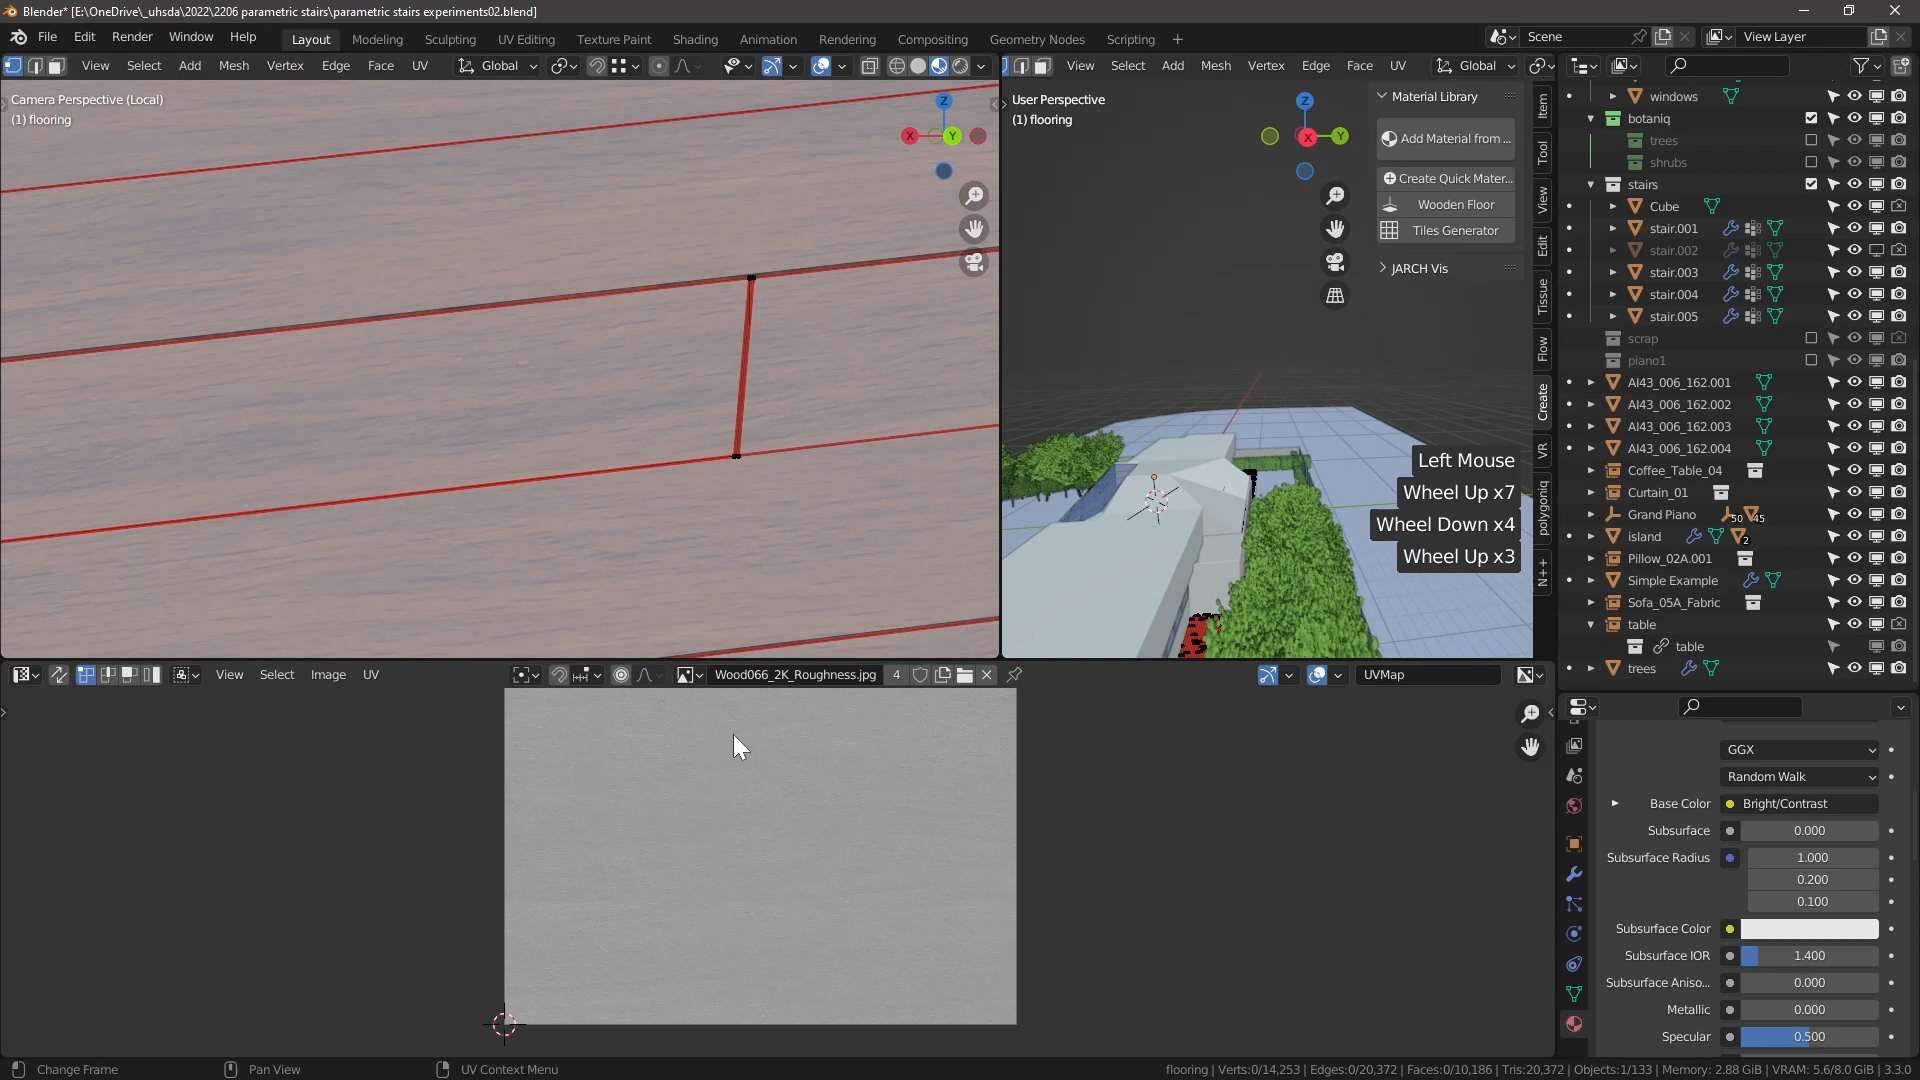 Blender* [E:\OneDrive\_uhsda\2022\2206 parametric stairs\parametric stairs experiments02.blend]
File Edit Render Window Help Layout Modeling Sculpting UV Editing Texture Paint Shading Animation Rendering Compositing Geometry Nodes Scripting + Scene View Layer
View Select Add Mesh Vertex Edge Face UV Global
View Select Add Mesh Vertex Edge Face UV Global
Camera Perspective (Local)
(1) flooring
Z
X
Y
User Perspective
(1) flooring
Z
X
Y
Material Library
Add Material from ...
Create Quick Mater...
Wooden Floor
Tiles Generator
JARCH Vis
Item
Tool
View
Edit
Tissue
Flow
Create
VR
polygoniq
N++
Left Mouse
Wheel Up x7
Wheel Down x4
Wheel Up x3
windows
botaniq
trees
shrubs
stairs
Cube
stair.001
stair.002
stair.003
stair.004
stair.005
scrap
piano1
AI43_006_162.001
AI43_006_162.002
AI43_006_162.003
AI43_006_162.004
Coffee_Table_04
Curtain_01
Grand Piano 50 45
island 2
Pillow_02A.001
Simple Example
Sofa_05A_Fabric
table
table
trees
View Select Image UV Wood066_2K_Roughness.jpg 4 UVMap
GGX
Random Walk
Base Color Bright/Contrast
Subsurface 0.000
Subsurface Radius 1.000
0.200
0.100
Subsurface Color
Subsurface IOR 1.400
Subsurface Aniso... 0.000
Metallic 0.000
Specular 0.500
Change Frame Pan View UV Context Menu flooring | Verts:0/14,253 | Edges:0/20,372 | Faces:0/10,186 | Tris:20,372 | Objects:1/133 | Memory: 2.88 GiB | VRAM: 5.6/8.0 GiB | 3.3.0